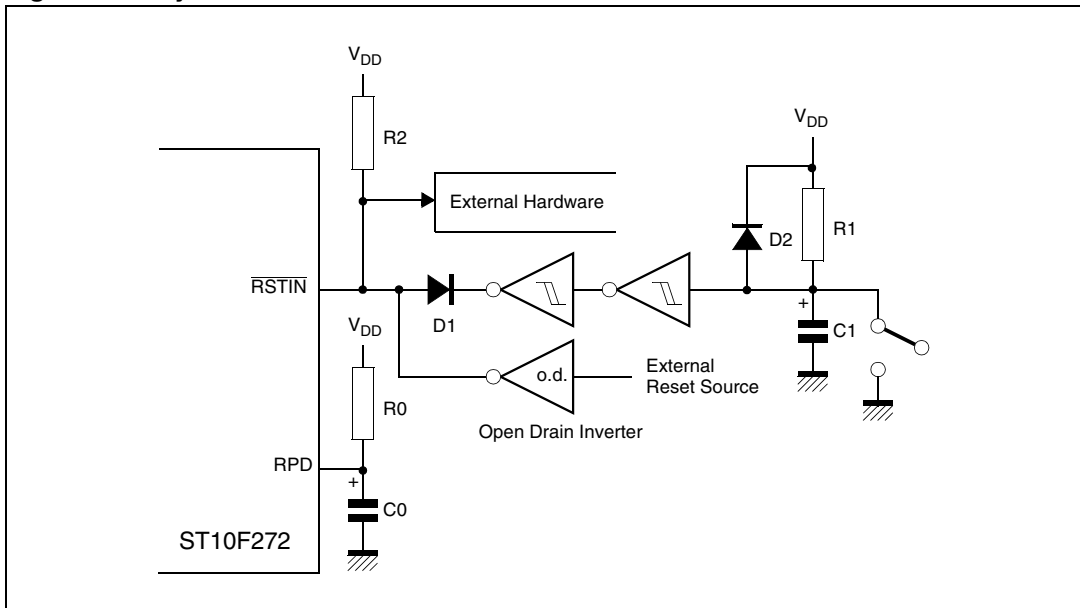 V_DD
R2
V_DD
External Hardware
D2
R1
RSTIN
D1
+
C1
V_DD
o.d.
External
Reset Source
R0
Open Drain Inverter
RPD
+
C0
ST10F272